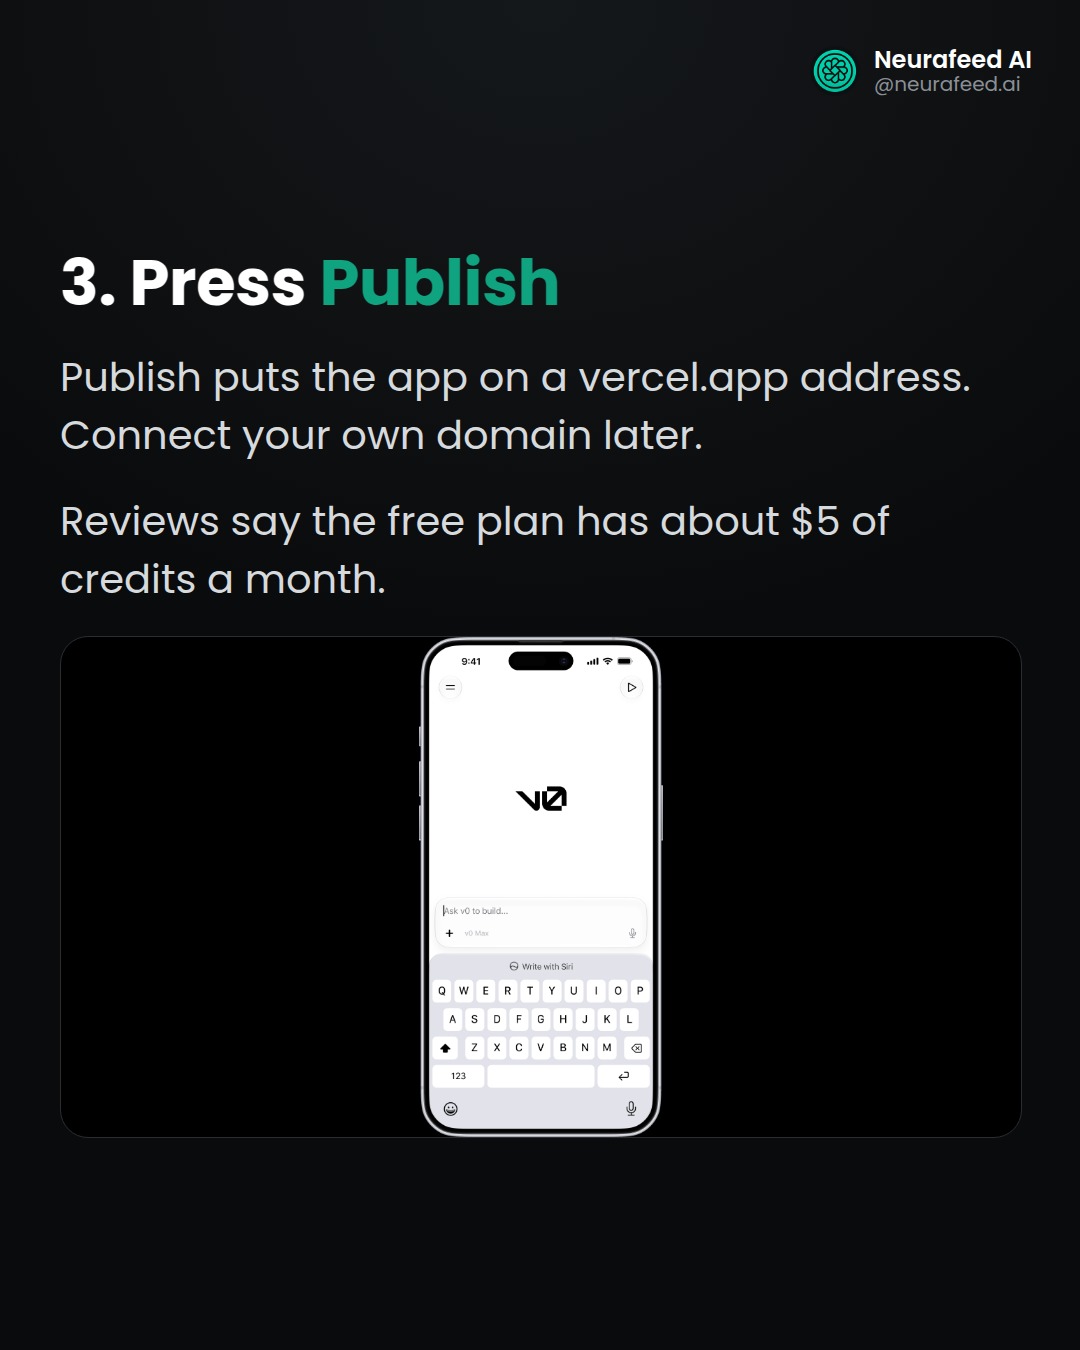 Neurafeed AI
@neurafeed.ai
3. Press Publish
Publish puts the app on a vercel.app address.
Connect your own domain later.
Reviews say the free plan has about $5 of
credits a month.
9:41
v0
Ask v0 to build...
+ v0 Max
Write with Siri
Q W E R T Y U I O P
A S D F G H J K L
Z X C V B N M
123